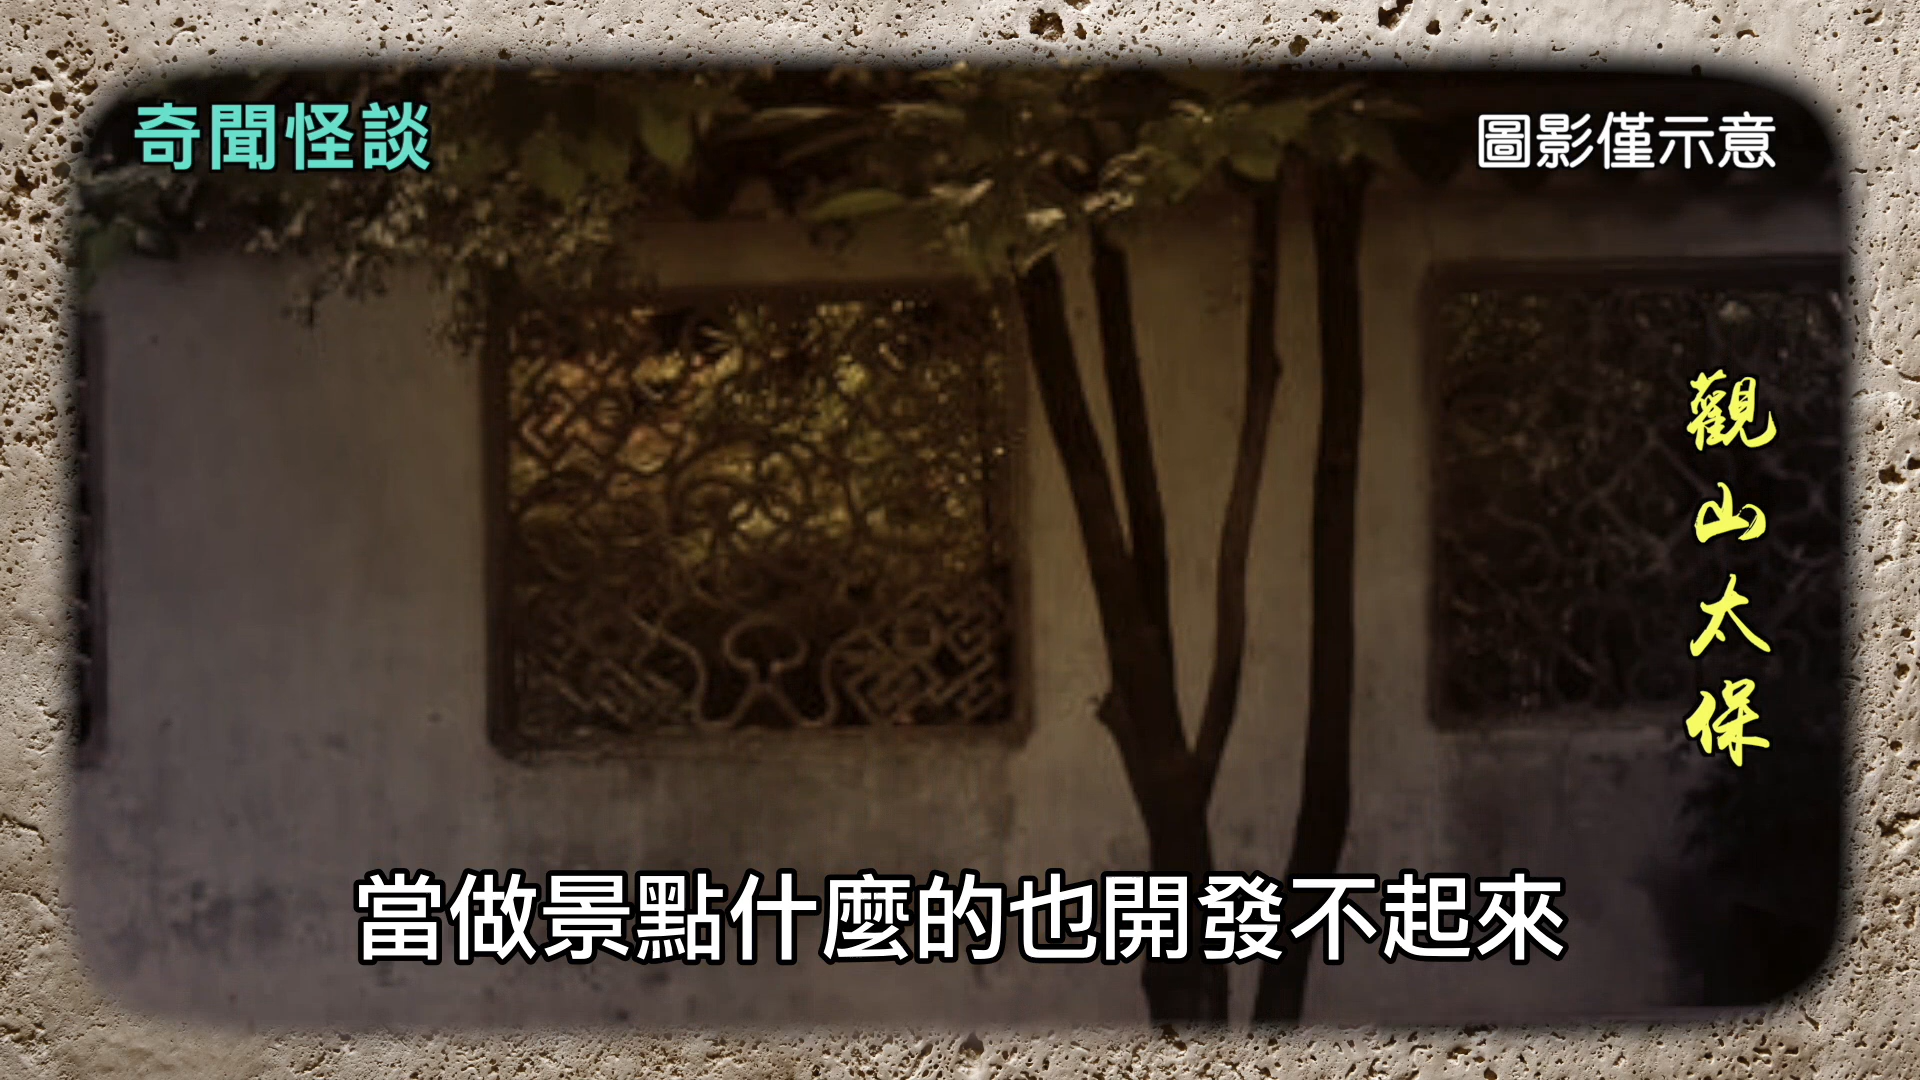 奇聞怪談
圖影僅示意
觀山太保
當做景點什麼的也開發不起來